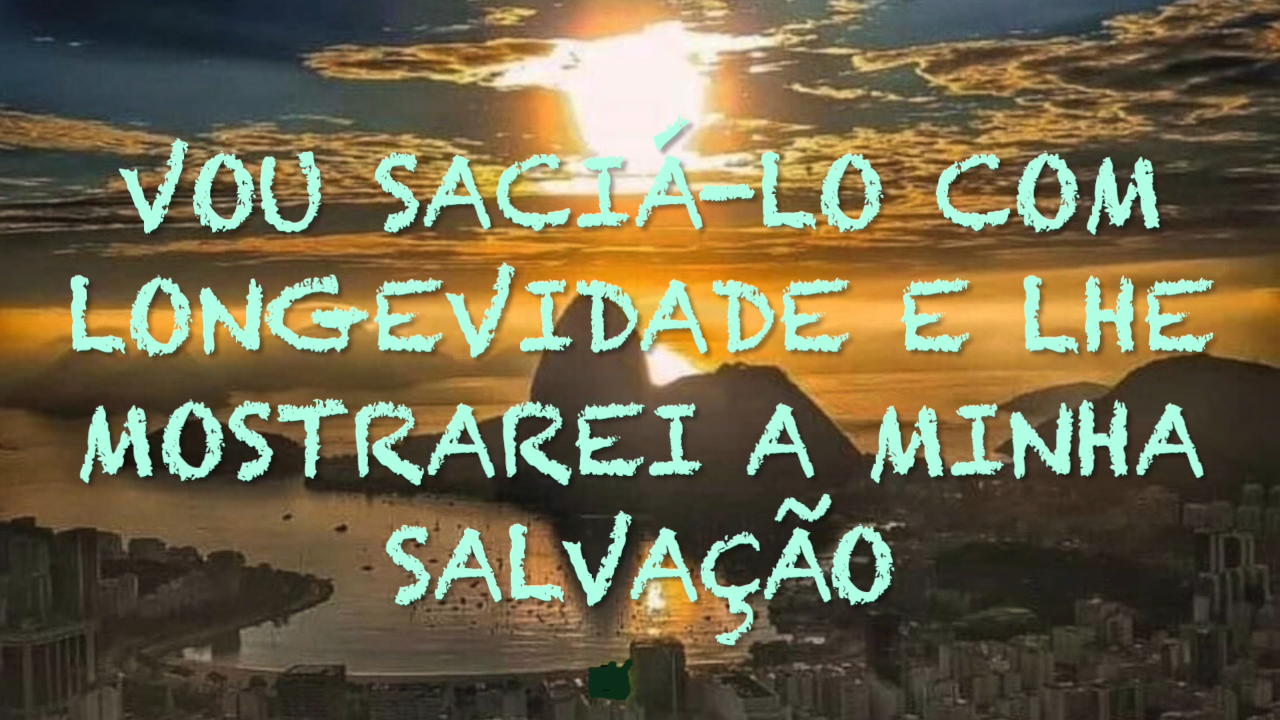 VOU SACIÁ-LO COM
LONGEVIDADE E LHE
MOSTRAREI A MINHA
SALVAÇÃO